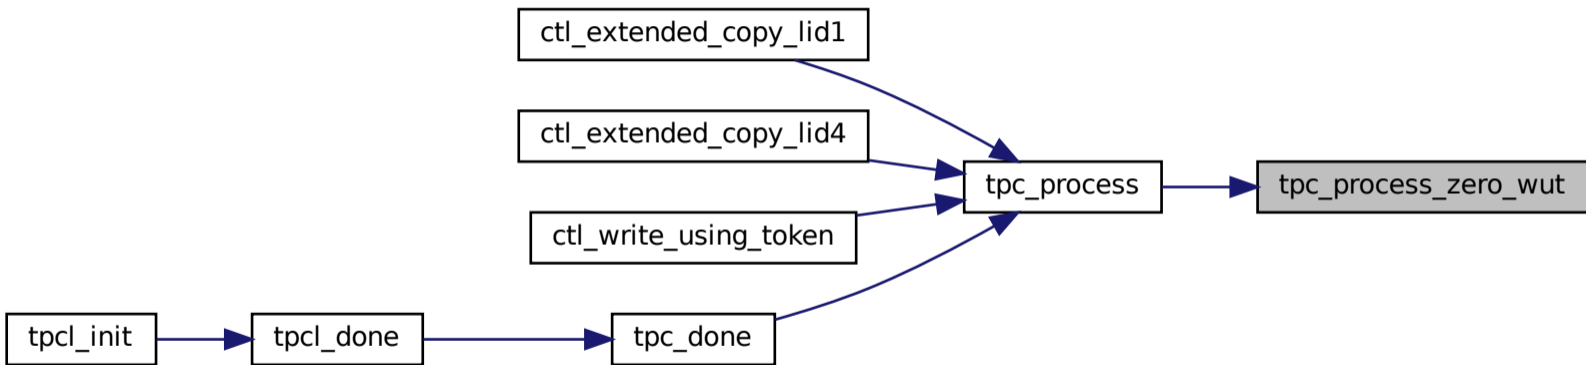 ctl_extended_copy_lid1
ctl_extended_copy_lid4
tpc_process
tpc_process_zero_wut
ctl_write_using_token
tpcl_init
tpcl_done
tpc_done